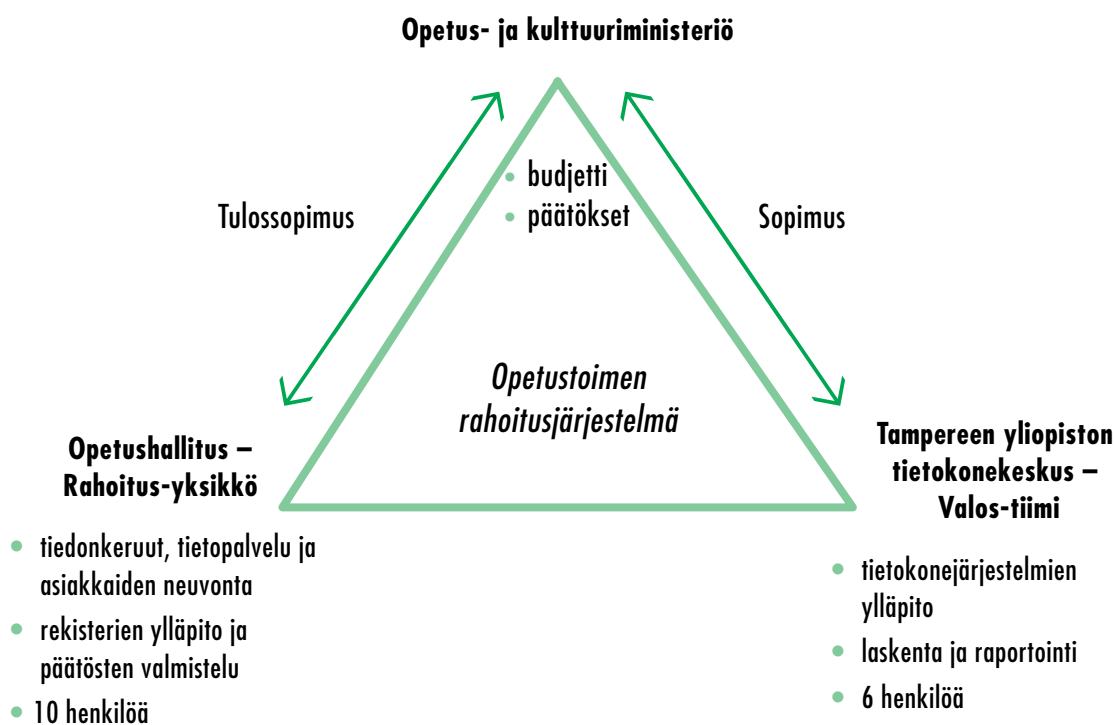 Opetus- ja kulttuuriministeriö
• budjetti
• päätökset
Tulossopimus
Sopimus
Opetustoimen
rahoitusjärjestelmä
Opetushallitus –
Rahoitus-yksikkö
• tiedonkeruut, tietopalvelu ja
asiakkaiden neuvonta
• rekisterien ylläpito ja
päätösten valmistelu
• 10 henkilöä
Tampereen yliopiston
tietokonekeskus –
Valos-tiimi
• tietokonejärjestelmien
ylläpito
• laskenta ja raportointi
• 6 henkilöä